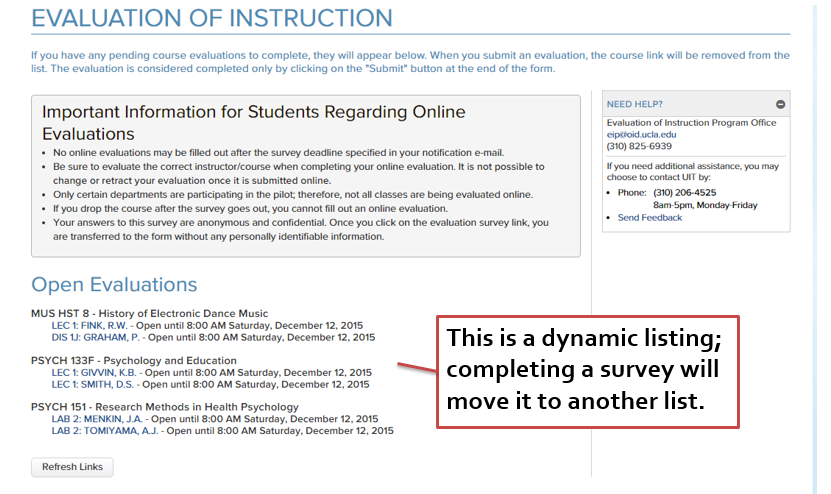 EVALUATION OF INSTRUCTION
If you have any pending course evaluations to complete, they will appear below. When you submit an evaluation, the course link will be removed from the
list. The evaluation is considered completed only by clicking on the "Submit" button at the end of the form.
Important Information for Students Regarding Online
Evaluations
• No online evaluations may be filled out after the survey deadline specified in your notification e-mail.
• Be sure to evaluate the correct instructor/course when completing your online evaluation. It is not possible to
change or retract your evaluation once it is submitted online.
• Only certain departments are participating in the pilot; therefore, not all classes are being evaluated online.
• If you drop the course after the survey goes out, you cannot fill out an online evaluation.
• Your answers to this survey are anonymous and confidential. Once you click on the evaluation survey link, you
are transferred to the form without any personally identifiable information.
NEED HELP?
Evaluation of Instruction Program Office
eip@oid.ucla.edu
(310) 825-6939
If you need additional assistance, you may
choose to contact UIT by:
• Phone: (310) 206-4525
8am-5pm, Monday-Friday
• Send Feedback
Open Evaluations
MUS HST 8 - History of Electronic Dance Music
LEC 1: FINK, R.W. - Open until 8:00 AM Saturday, December 12, 2015
DIS 1J: GRAHAM, P. - Open until 8:00 AM Saturday, December 12, 2015
PSYCH 133F - Psychology and Education
LEC 1: GIVVIN, K.B. - Open until 8:00 AM Saturday, December 12, 2015
LEC 1: SMITH, D.S. - Open until 8:00 AM Saturday, December 12, 2015
PSYCH 151 - Research Methods in Health Psychology
LAB 2: MENKIN, J.A. - Open until 8:00 AM Saturday, December 12, 2015
LAB 2: TOMIYAMA, A.J. - Open until 8:00 AM Saturday, December 12, 2015
Refresh Links
This is a dynamic listing;
completing a survey will
move it to another list.